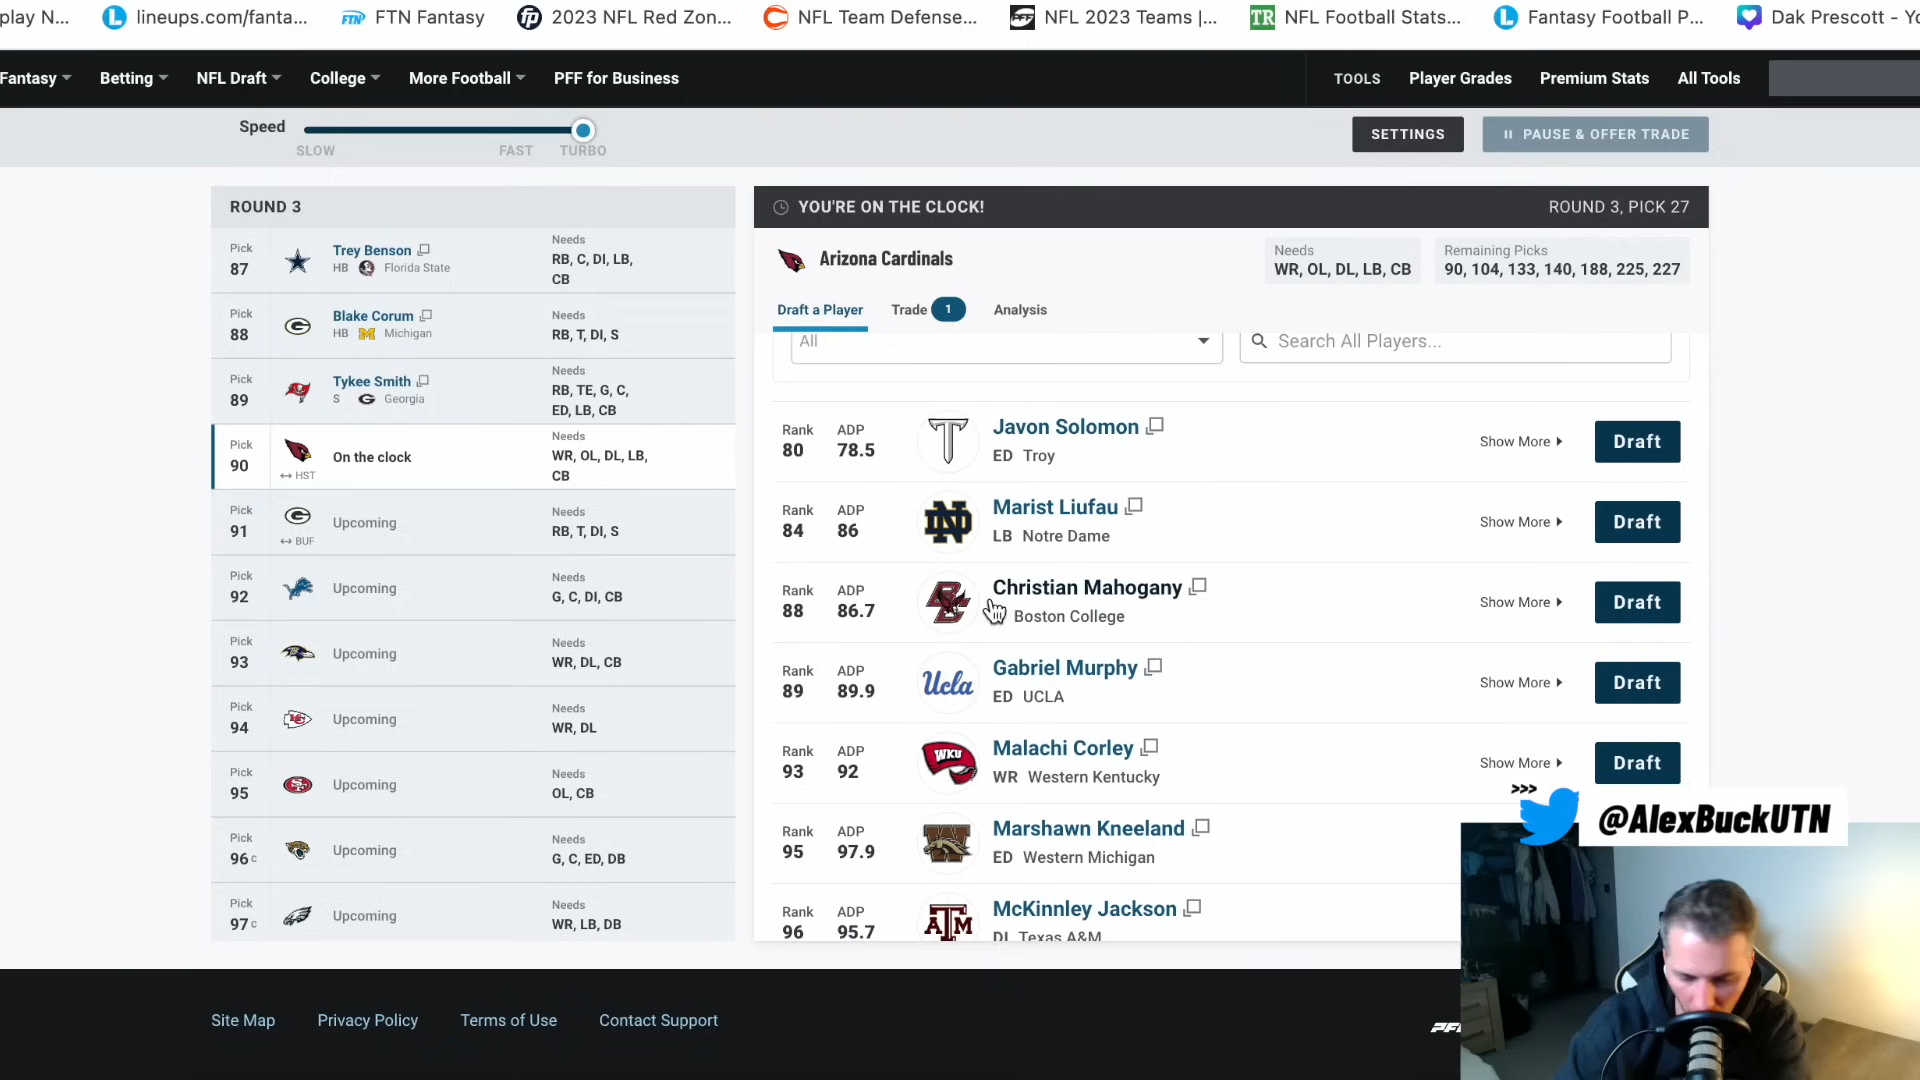 play N...
lineups.com/fanta...
FTN FTN Fantasy
fp 2023 NFL Red Zon...
NFL Team Defense...
PFF NFL 2023 Teams |...
TR NFL Football Stats...
Fantasy Football P...
Dak Prescott - Yo
Fantasy
Betting
NFL Draft
College
More Football
PFF for Business
TOOLS
Player Grades
Premium Stats
All Tools
Speed
SLOW
FAST
TURBO
SETTINGS
PAUSE & OFFER TRADE
ROUND 3
Pick
87
Trey Benson
HB Florida State
Needs
RB, C, DI, LB,
CB
Pick
88
Blake Corum
HB Michigan
Needs
RB, T, DI, S
Pick
89
Tykee Smith
S Georgia
Needs
RB, TE, G, C,
ED, LB, CB
Pick
90
↔ HST
On the clock
Needs
WR, OL, DL, LB,
CB
Pick
91
↔ BUF
Upcoming
Needs
RB, T, DI, S
Pick
92
Upcoming
Needs
G, C, DI, CB
Pick
93
Upcoming
Needs
WR, DL, CB
Pick
94
Upcoming
Needs
WR, DL
Pick
95
Upcoming
Needs
OL, CB
Pick
96 c
Upcoming
Needs
G, C, ED, DB
Pick
97 c
Upcoming
Needs
WR, LB, DB
YOU'RE ON THE CLOCK!
ROUND 3, PICK 27
Arizona Cardinals
Needs
WR, OL, DL, LB, CB
Remaining Picks
90, 104, 133, 140, 188, 225, 227
Draft a Player
Trade 1
Analysis
All
Search All Players...
Rank
80
ADP
78.5
Javon Solomon
ED Troy
Show More
Draft
Rank
84
ADP
86
Marist Liufau
LB Notre Dame
Show More
Draft
Rank
88
ADP
86.7
Christian Mahogany
Boston College
Show More
Draft
Rank
89
ADP
89.9
Ucla
Gabriel Murphy
ED UCLA
Show More
Draft
Rank
93
ADP
92
WKU
Malachi Corley
WR Western Kentucky
Show More
Draft
Rank
95
ADP
97.9
Marshawn Kneeland
ED Western Michigan
Rank
96
ADP
95.7
ATM
McKinnley Jackson
DI Texas A&M
>>>
@AlexBuckUTN
Site Map
Privacy Policy
Terms of Use
Contact Support
PFF